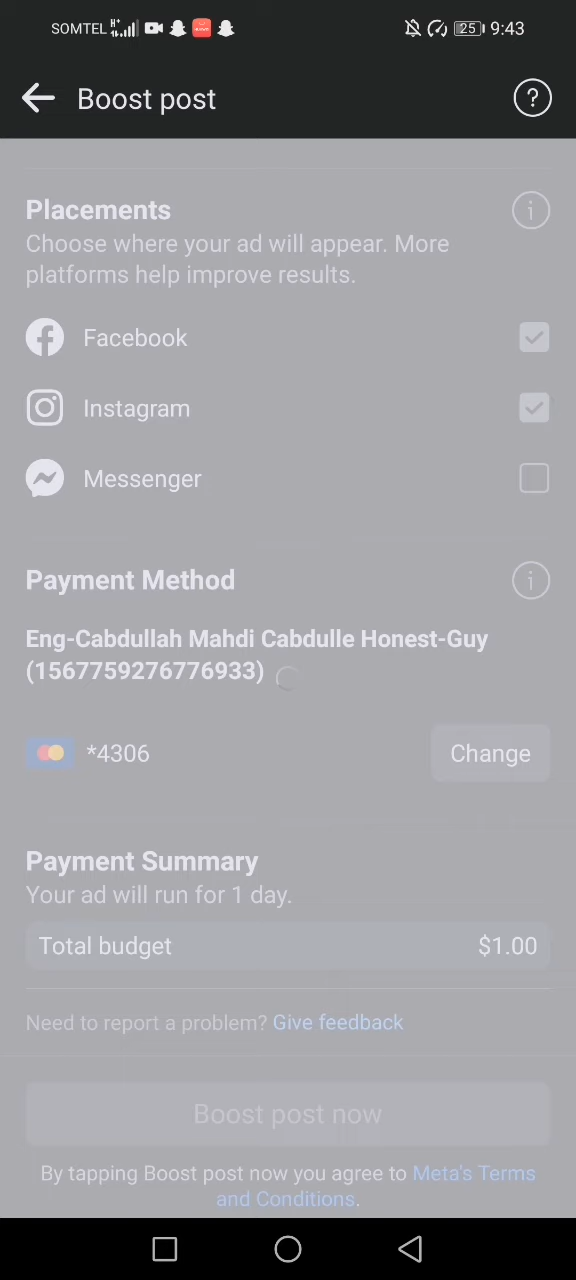 SOMTEL H+ 25 9:43
Boost post
Placements
Choose where your ad will appear. More
platforms help improve results.
Facebook
Instagram
Messenger
Payment Method
Eng-Cabdullah Mahdi Cabdulle Honest-Guy
(1567759276776933)
*4306 Change
Payment Summary
Your ad will run for 1 day.
Total budget $1.00
Need to report a problem? Give feedback
Boost post now
By tapping Boost post now you agree to Meta's Terms
and Conditions.